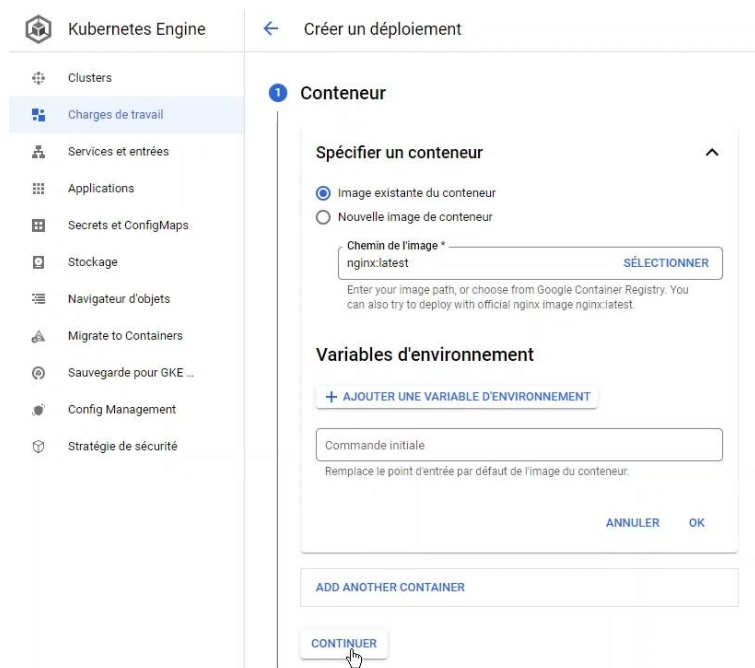 Kubernetes Engine
Clusters
Charges de travail
Services et entrées
Applications
Secrets et ConfigMaps
Stockage
Navigateur d'objets
Migrate to Containers
Sauvegarde pour GKE ...
Config Management
Stratégie de sécurité
Créer un déploiement
1 Conteneur
Spécifier un conteneur
Image existante du conteneur
Nouvelle image de conteneur
Chemin de l'image *
nginx:latest SÉLECTIONNER
Enter your image path, or choose from Google Container Registry. You
can also try to deploy with official nginx image nginx:latest.
Variables d'environnement
+ AJOUTER UNE VARIABLE D'ENVIRONNEMENT
Commande initiale
Remplace le point d'entrée par défaut de l'image du conteneur.
ANNULER OK
ADD ANOTHER CONTAINER
CONTINUER